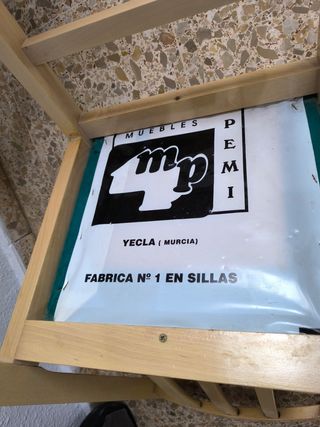 MUEBLES
PEMI
mp
YECLA ( MURCIA)
FABRICA Nº 1 EN SILLAS